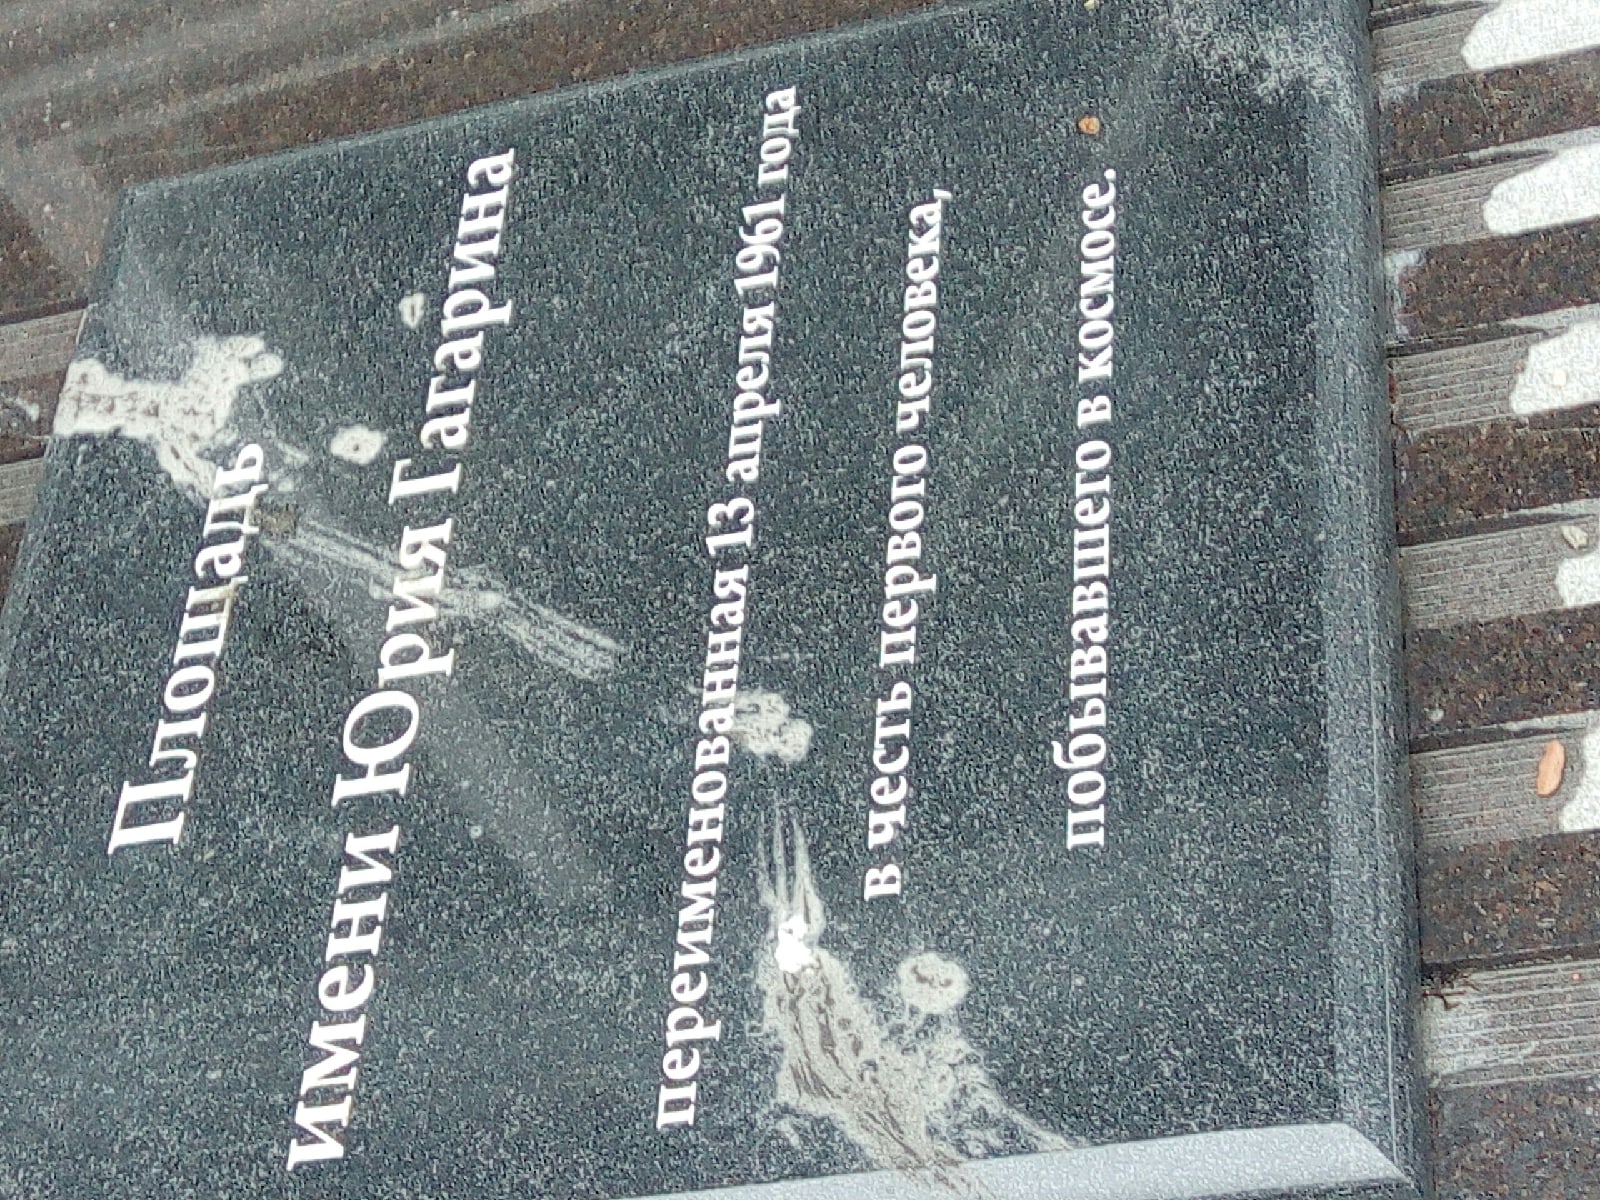 Площадь
имени Юрия Гагарина
переименованная 13 апреля 1961 года
в честь первого человека,
побывавшего в космосе.